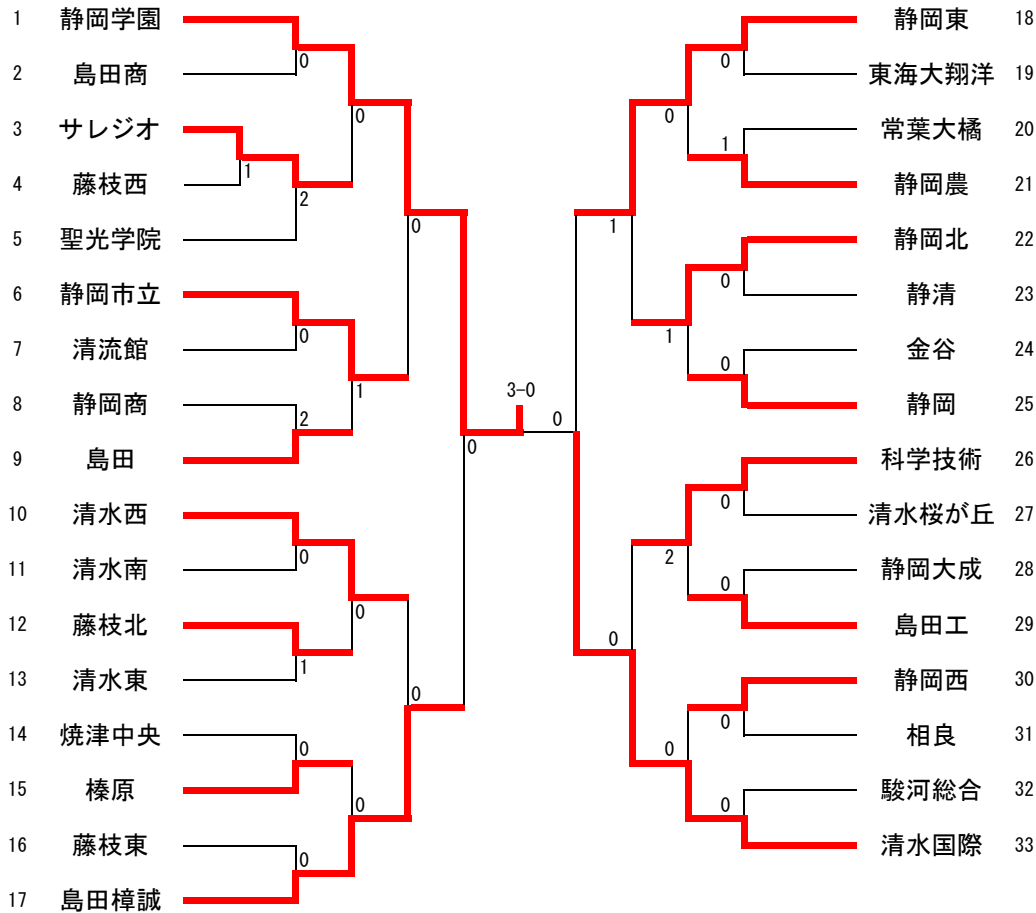 1 静岡学園
0
2 島田商
3 サレジオ
1
4 藤枝西
2
5 聖光学院
0
6 静岡市立
0
7 清流館
1
8 静岡商
2
9 島田
0
10 清水西
0
11 清水南
0
12 藤枝北
1
13 清水東
0
14 焼津中央
0
15 榛原
0
16 藤枝東
0
17 島田樟誠
0
3-0
0
静岡東 18
0
東海大翔洋 19
0
常葉大橘 20
1
静岡農 21
1
静岡北 22
0
静清 23
1
金谷 24
0
静岡 25
科学技術 26
0
清水桜が丘 27
2
静岡大成 28
0
島田工 29
0
静岡西 30
0
相良 31
0
駿河総合 32
0
清水国際 33